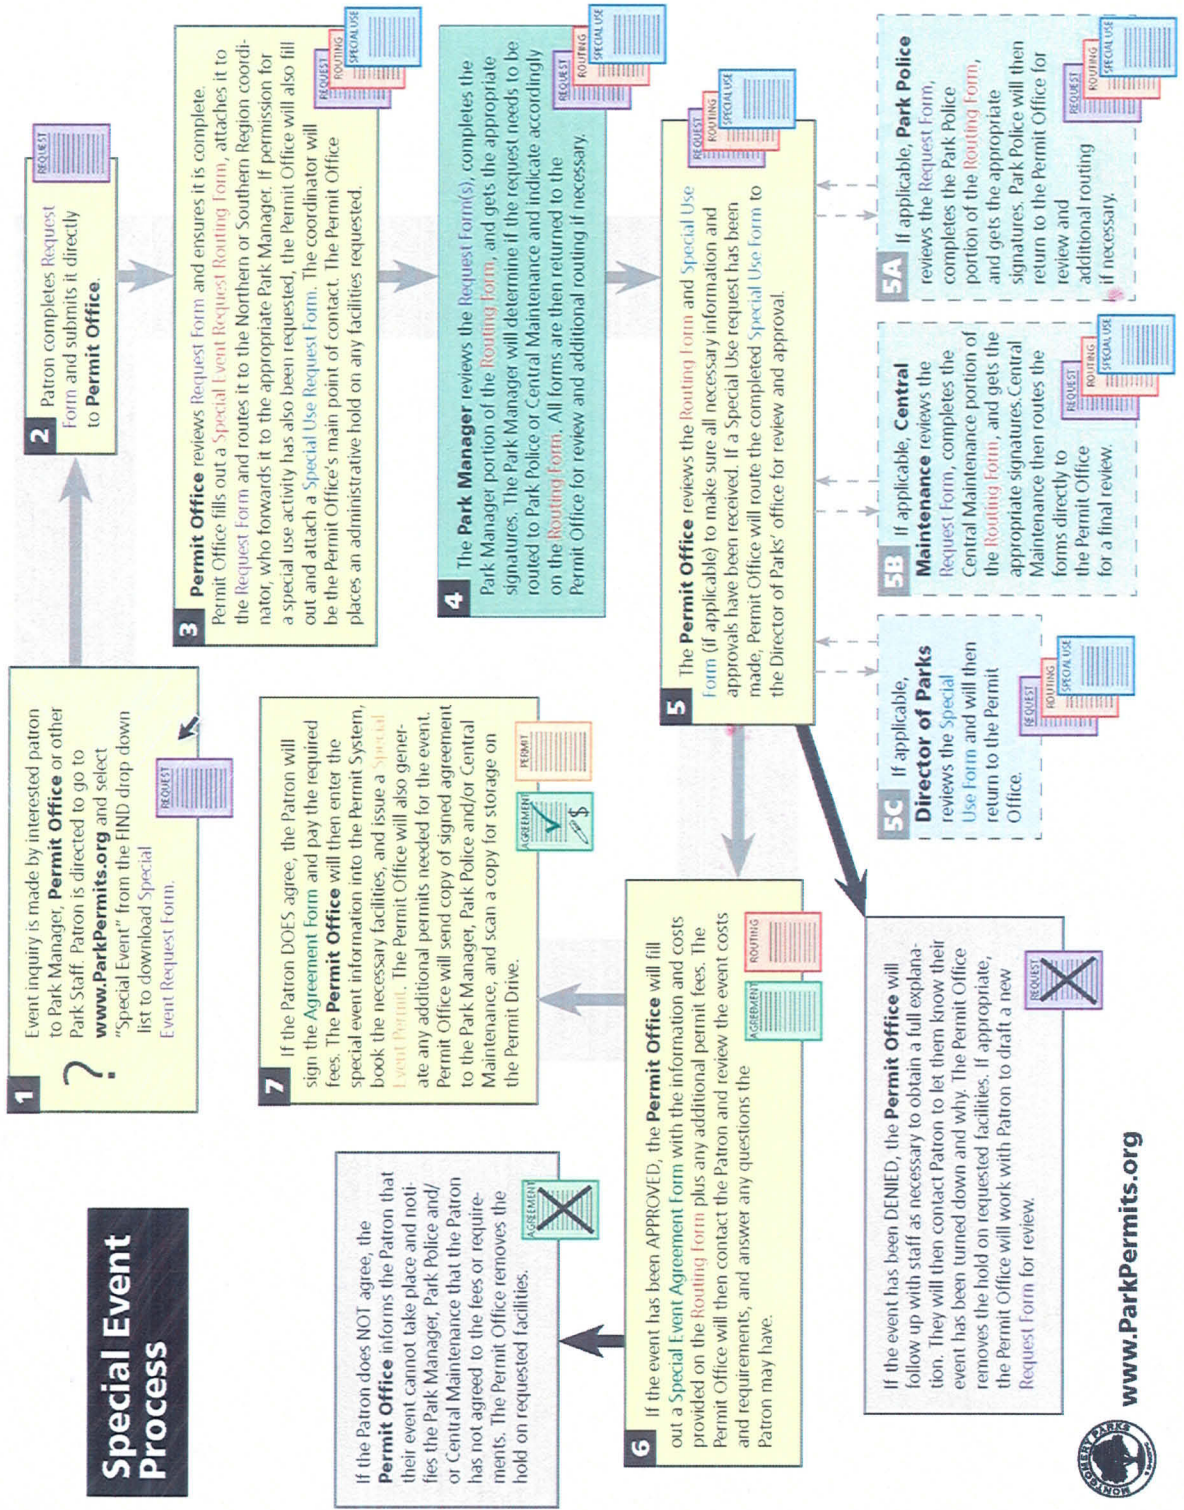 Special Event
Process
1
?
Event inquiry is made by interested patron
to Park Manager, Permit Office or other
Park Staff. Patron is directed to go to
www.ParkPermits.org and select
"Special Event" from the FIND drop down
list to download Special
Event Request Form.
REQUEST
2
Patron completes Request
Form and submits it directly
to Permit Office.
REQUEST
3
Permit Office reviews Request Form and ensures it is complete.
Permit Office fills out a Special Event Request Routing Form, attaches it to
the Request Form and routes it to the Northern or Southern Region coordi-
nator, who forwards it to the appropriate Park Manager. If permission for
a special use activity has also been requested, the Permit Office will also fill
out and attach a Special Use Request Form. The coordinator will
be the Permit Office's main point of contact. The Permit Office
places an administrative hold on any facilities requested.
REQUEST
ROUTING
SPECIAL USE
4
The Park Manager reviews the Request Form(s), completes the
Park Manager portion of the Routing Form, and gets the appropriate
signatures. The Park Manager will determine if the request needs to be
routed to Park Police or Central Maintenance and indicate accordingly
on the Routing Form. All forms are then returned to the
Permit Office for review and additional routing if necessary.
REQUEST
ROUTING
SPECIAL USE
5
The Permit Office reviews the Routing Form and Special Use
Form (if applicable) to make sure all necessary information and
approvals have been received. If a Special Use request has been
made, Permit Office will route the completed Special Use Form to
the Director of Parks' office for review and approval.
REQUEST
ROUTING
SPECIAL USE
5A
If applicable, Park Police
reviews the Request Form,
completes the Park Police
portion of the Routing Form,
and gets the appropriate
signatures. Park Police will then
return to the Permit Office for
review and
additional routing
if necessary.
REQUEST
ROUTING
SPECIAL USE
5B
If applicable, Central
Maintenance reviews the
Request Form, completes the
Central Maintenance portion of
the Routing Form, and gets the
appropriate signatures.Central
Maintenance then routes the
forms directly to
the Permit Office
for a final review.
REQUEST
ROUTING
SPECIAL USE
5C
If applicable,
Director of Parks
reviews the Special
Use Form and will then
return to the Permit
Office.
REQUEST
ROUTING
SPECIAL USE
6
If the event has been APPROVED, the Permit Office will fill
out a Special Event Agreement Form with the information and costs
provided on the Routing Form plus any additional permit fees. The
Permit Office will then contact the Patron and review the event costs
and requirements, and answer any questions the
Patron may have.
AGREEMENT
ROUTING
7
If the Patron DOES agree, the Patron will
sign the Agreement Form and pay the required
fees. The Permit Office will then enter the
special event information into the Permit System,
book the necessary facilities, and issue a Special
Event Permit. The Permit Office will also gener-
ate any additional permits needed for the event.
Permit Office will send copy of signed agreement
to the Park Manager, Park Police and/or Central
Maintenance, and scan a copy for storage on
the Permit Drive.
AGREEMENT
$
PERMIT
If the Patron does NOT agree, the
Permit Office informs the Patron that
their event cannot take place and noti-
fies the Park Manager, Park Police and/
or Central Maintenance that the Patron
has not agreed to the fees or require-
ments. The Permit Office removes the
hold on requested facilities.
AGREEMENT
If the event has been DENIED, the Permit Office will
follow up with staff as necessary to obtain a full explana-
tion. They will then contact Patron to let them know their
event has been turned down and why. The Permit Office
removes the hold on requested facilities. If appropriate,
the Permit Office will work with Patron to draft a new
Request Form for review.
REQUEST
MONTGOMERY PARKS
www.ParkPermits.org